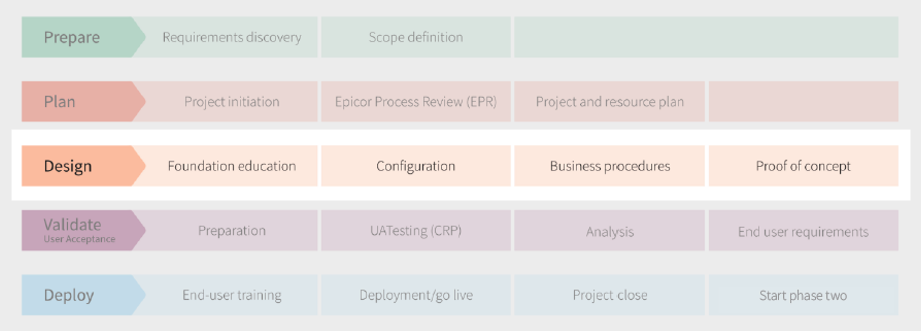 Prepare Requirements discovery Scope definition
Plan Project initiation Epicor Process Review (EPR) Project and resource plan
Design Foundation education Configuration Business procedures Proof of concept
Validate
User Acceptance Preparation UATesting (CRP) Analysis End user requirements
Deploy End-user training Deployment/go live Project-close Start phase two